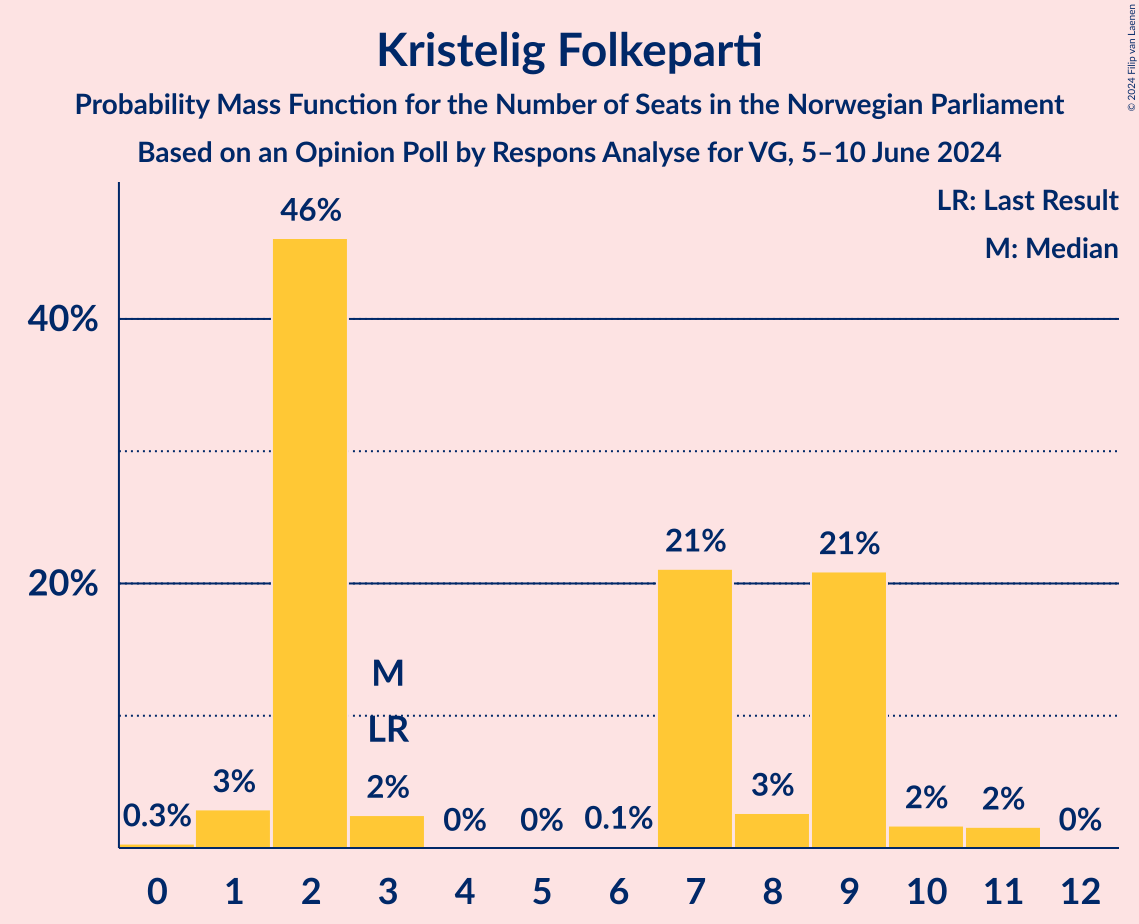 Kristelig Folkeparti
Probability Mass Function for the Number of Seats in the Norwegian Parliament
Based on an Opinion Poll by Respons Analyse for VG, 5–10 June 2024
© 2024 Filip van Laenen
LR: Last Result
M: Median
46%
40%
21%
21%
20%
M
LR
0.3%
3%
2%
0%
0%
0.1%
3%
2%
2%
0%
0 1 2 3 4 5 6 7 8 9 10 11 12